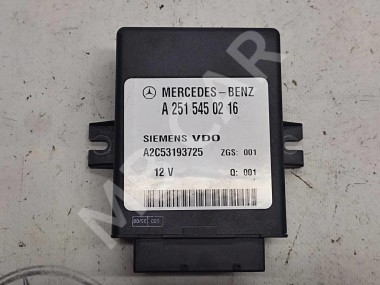 MERCEDES-BENZ
A 251 545 02 16
SIEMENS VDO
A2C53193725 ZGS: 001
12 V Q: 001